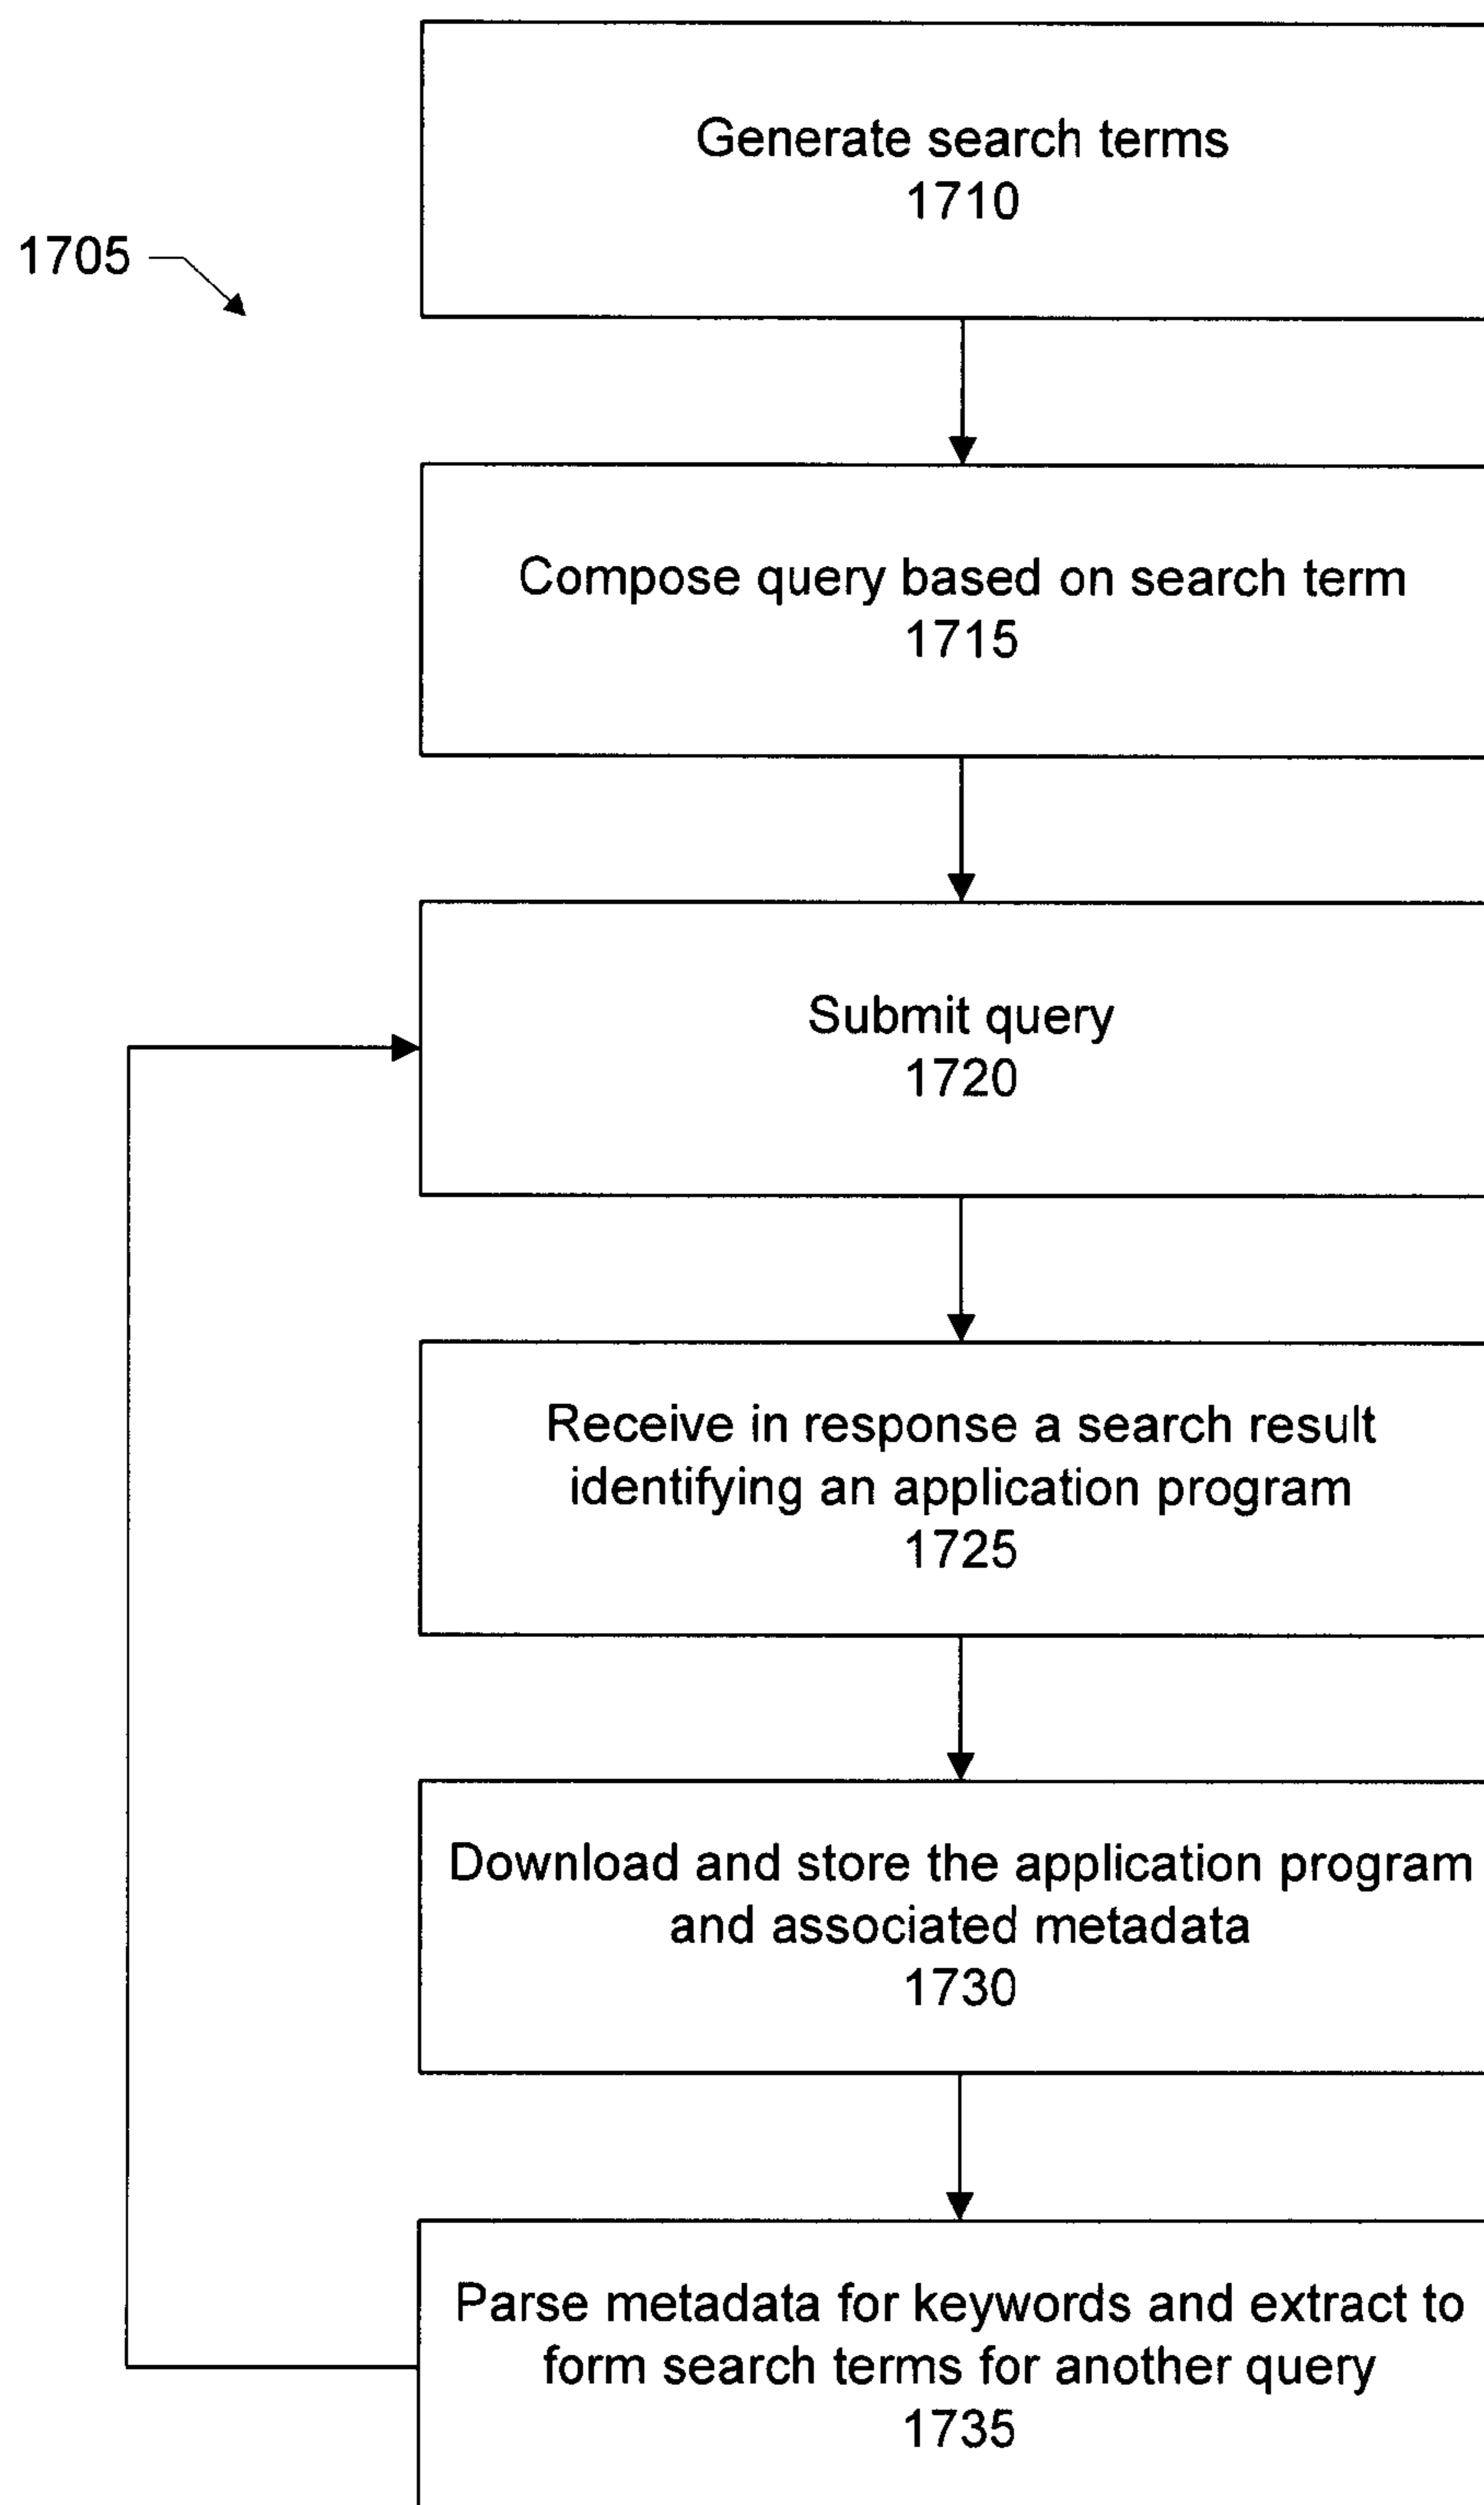 Generate search terms
1710
1705
Compose query based on search term
1715
Submit query
1720
Receive in response a search result
identifying an application program
1725
Download and store the application program
and associated metadata
1730
Parse metadata for keywords and extract to
form search terms for another query
1735